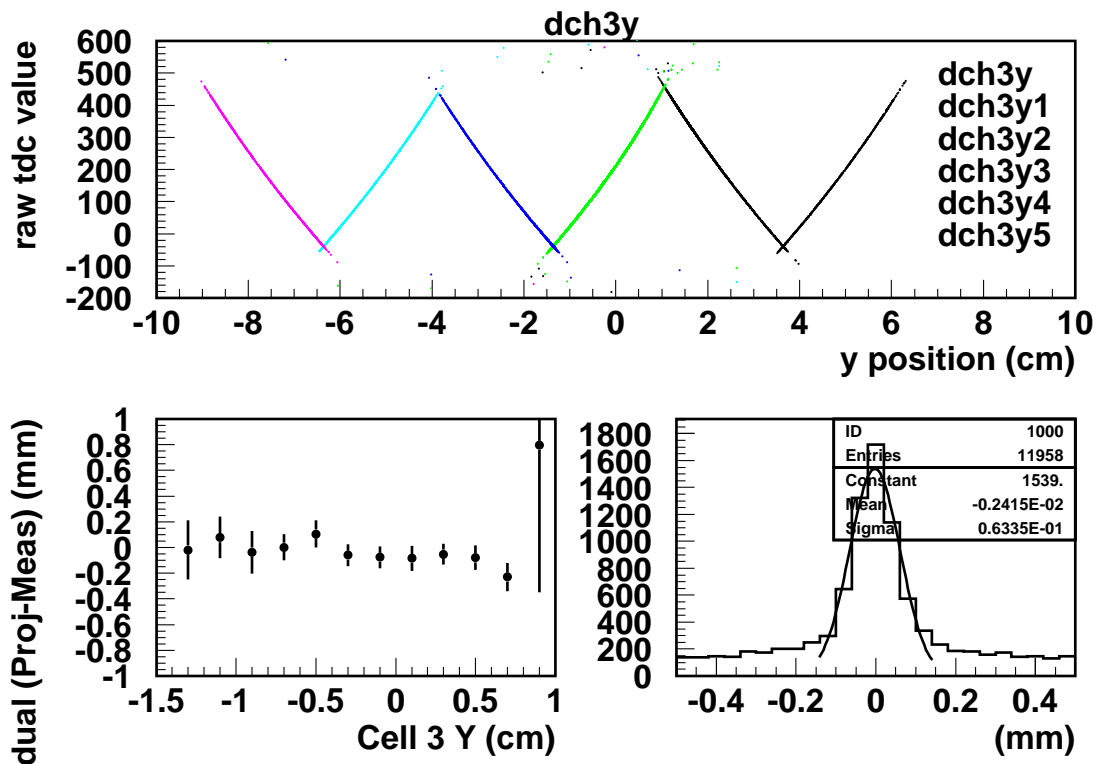 dch3y
raw tdc value
600
500
400
300
200
100
0
-100
-200
dch3y
dch3y1
dch3y2
dch3y3
dch3y4
dch3y5
-10 -8 -6 -4 -2 0 2 4 6 8 10
y position (cm)
dual (Proj-Meas) (mm)
1
0.8
0.6
0.4
0.2
0
-0.2
-0.4
-0.6
-0.8
-1
-1.5 -1 -0.5 0 0.5 1
Cell 3 Y (cm)
1800
1600
1400
1200
1000
800
600
400
200
0
ID 1000
Entries 11958
Constant 1539.
Mean -0.2415E-02
Sigma 0.6335E-01
-0.4 -0.2 0 0.2 0.4
(mm)